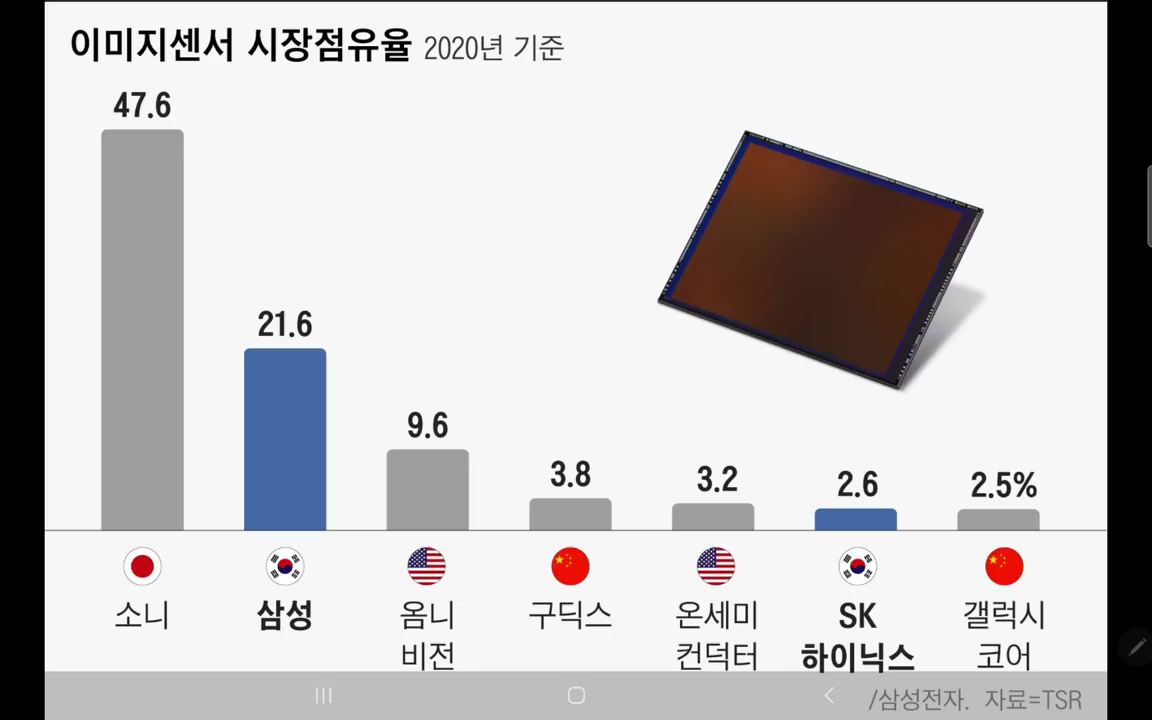 이미지센서 시장점유율 2020년 기준
47.6
21.6
9.6
3.8
3.2
2.6
2.5%
소니
삼성
옴니
비전
구딕스
온세미
컨덕터
SK
하이닉스
갤럭시
코어
/삼성전자. 자료=TSR